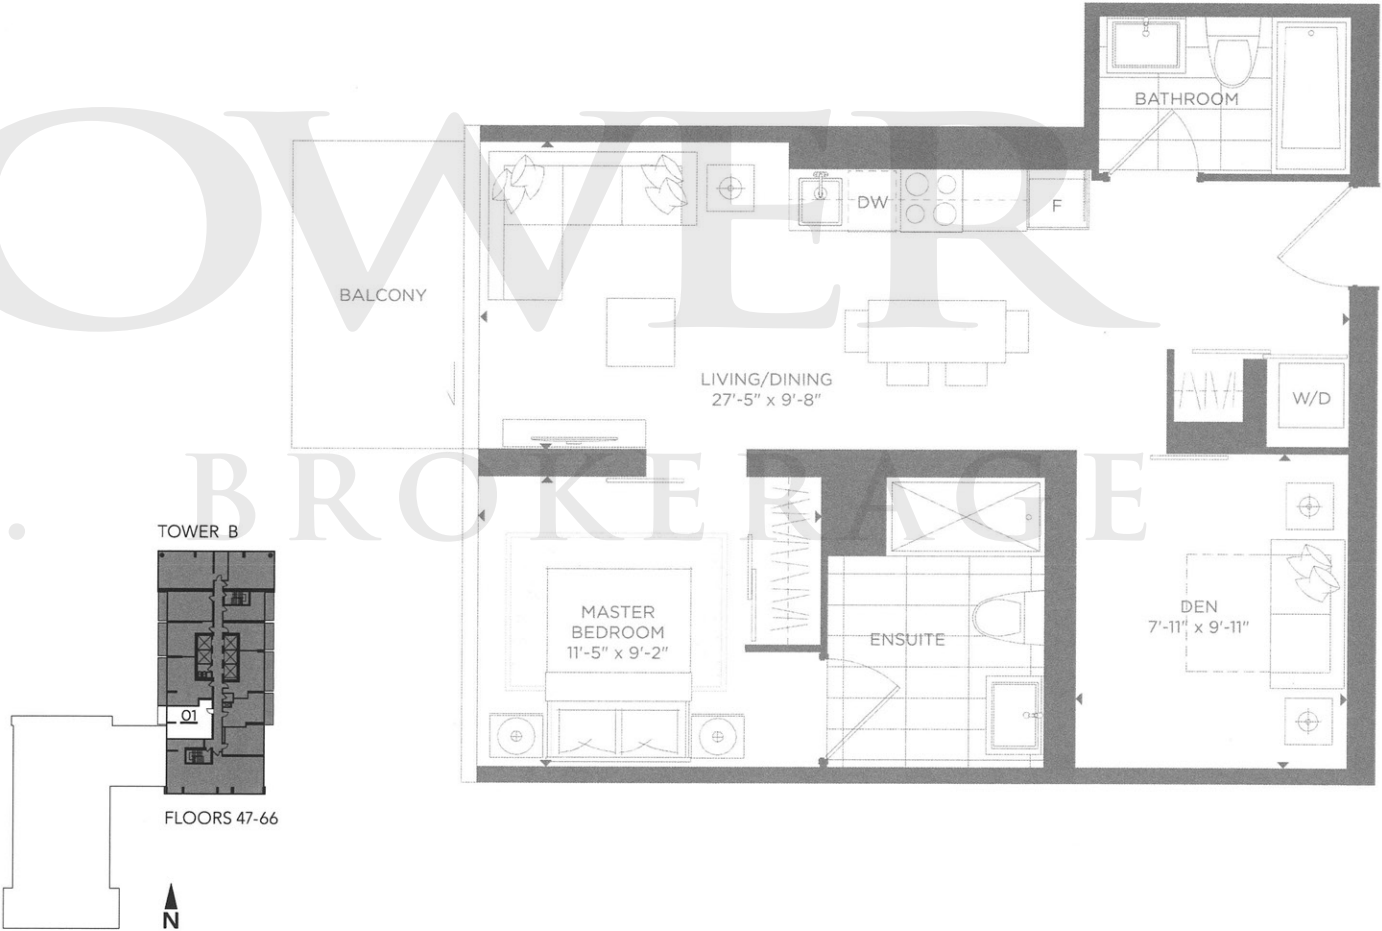 BATHROOM
OWER
DW
F
BALCONY
LIVING/DINING
27'-5" x 9'-8"
W/D
. BROKERAGE
TOWER B
MASTER
BEDROOM
11'-5" x 9'-2"
ENSUITE
DEN
7'-11" x 9'-11"
01
FLOORS 47-66
N